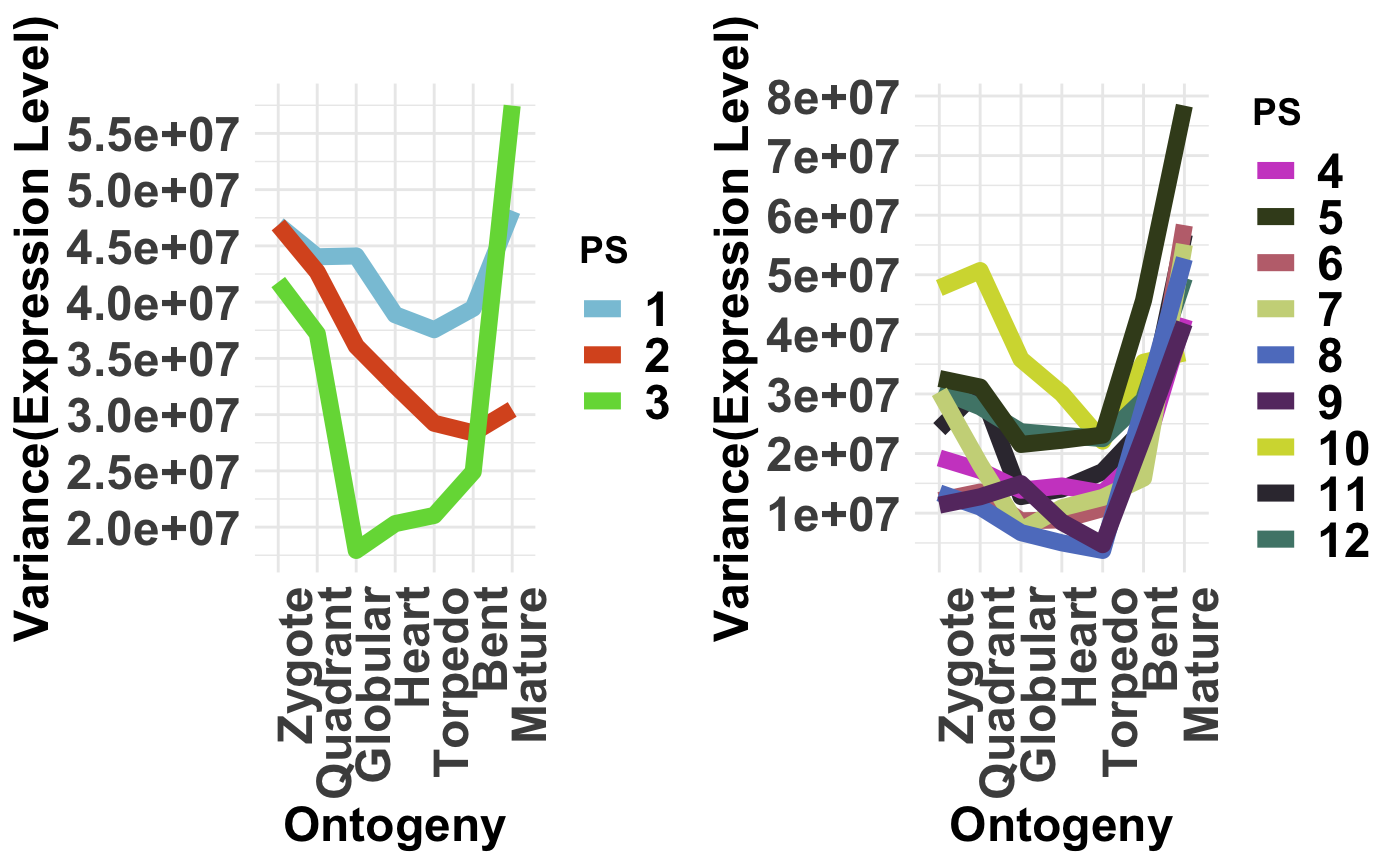 Variance(Expression Level)
5.5e+07
5.0e+07
4.5e+07
4.0e+07
3.5e+07
3.0e+07
2.5e+07
2.0e+07
Zygote
Quadrant
Globular
Heart
Torpedo
Bent
Mature
Ontogeny
PS
1
2
3
Variance(Expression Level)
8e+07
7e+07
6e+07
5e+07
4e+07
3e+07
2e+07
1e+07
Zygote
Quadrant
Globular
Heart
Torpedo
Bent
Mature
Ontogeny
PS
4
5
6
7
8
9
10
11
12